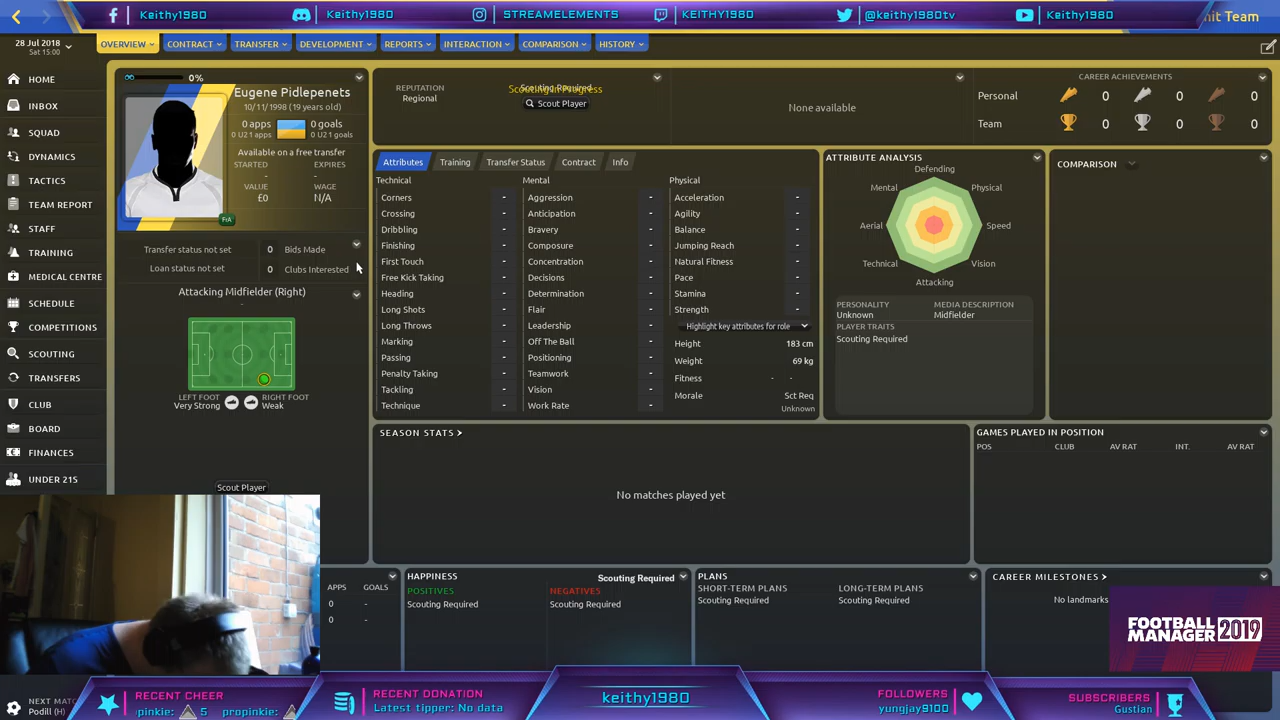 Keithy1980
Keithy1980
STREAMELEMENTS
KEITHY1980
@keithy1980tv
Keithy1980
nit Team
28 Jul 2018
Sat 15:00
OVERVIEW
CONTRACT
TRANSFER
DEVELOPMENT
REPORTS
INTERACTION
COMPARISON
HISTORY
HOME
INBOX
SQUAD
DYNAMICS
TACTICS
TEAM REPORT
STAFF
TRAINING
MEDICAL CENTRE
SCHEDULE
COMPETITIONS
SCOUTING
TRANSFERS
CLUB
BOARD
FINANCES
UNDER 21S
NEXT MATC
Podill (H)
0%
Eugene Pidlepenets
10/11/1998 (19 years old)
0 apps 0 goals
0 U21 apps 0 U21 goals
Available on a free transfer
STARTED EXPIRES
- -
VALUE WAGE
£0 N/A
FrA
Transfer status not set 0 Bids Made
Loan status not set 0 Clubs Interested
Attacking Midfielder (Right)
-
LEFT FOOT RIGHT FOOT
Very Strong Weak
Scout Player
REPUTATION
Regional
Scouting Required
Scouting In Progress
Scout Player
None available
CAREER ACHIEVEMENTS
Personal 0 0 0
Team 0 0 0
Attributes Training Transfer Status Contract Info
Technical
Corners -
Crossing -
Dribbling -
Finishing -
First Touch -
Free Kick Taking -
Heading -
Long Shots -
Long Throws -
Marking -
Passing -
Penalty Taking -
Tackling -
Technique -
Mental
Aggression -
Anticipation -
Bravery -
Composure -
Concentration -
Decisions -
Determination -
Flair -
Leadership -
Off The Ball -
Positioning -
Teamwork -
Vision -
Work Rate -
Physical
Acceleration -
Agility -
Balance -
Jumping Reach -
Natural Fitness -
Pace -
Stamina -
Strength -
Highlight key attributes for role
Height 183 cm
Weight 69 kg
Fitness - -
Morale Sct Req
Unknown
ATTRIBUTE ANALYSIS
Defending
Mental Physical
Aerial Speed
Technical Vision
Attacking
PERSONALITY MEDIA DESCRIPTION
Unknown Midfielder
PLAYER TRAITS
Scouting Required
COMPARISON
SEASON STATS >
No matches played yet
GAMES PLAYED IN POSITION
POS CLUB AV RAT INT. AV RAT
APPS GOALS
0 -
0 -
HAPPINESS Scouting Required
POSITIVES NEGATIVES
Scouting Required Scouting Required
PLANS
SHORT-TERM PLANS LONG-TERM PLANS
Scouting Required Scouting Required
CAREER MILESTONES >
No landmarks
FOOTBALL
MANAGER 2019
RECENT CHEER
pinkie: 5 propinkie:
RECENT DONATION
Latest tipper: No data
keithy1980
FOLLOWERS
yungjay9100
SUBSCRIBERS
Gustian